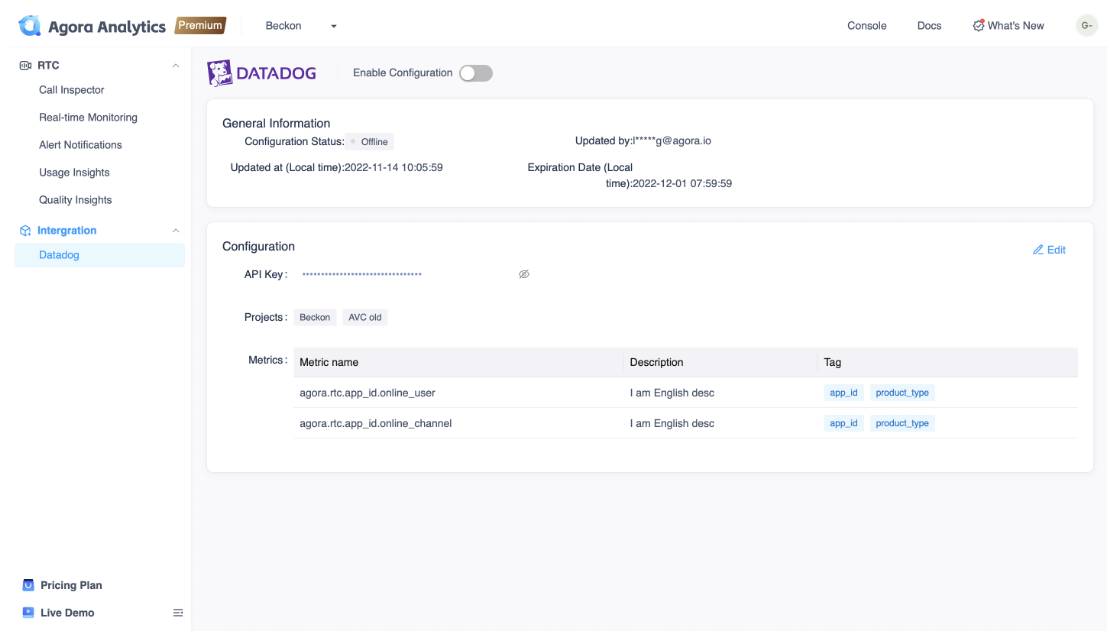 Agora Analytics Premium Beckon Console Docs What's New G-
RTC
Call Inspector
Real-time Monitoring
Alert Notifications
Usage Insights
Quality Insights
Intergration
Datadog
Pricing Plan
Live Demo
DATADOG Enable Configuration
General Information
Configuration Status: Offline Updated by:l*****g@agora.io
Updated at (Local time):2022-11-14 10:05:59 Expiration Date (Local
time):2022-12-01 07:59:59
Configuration
Edit
API Key: ••••••••••••••••••••••••••••••••
Projects: Beckon AVC old
Metrics: Metric name Description Tag
agora.rtc.app_id.online_user I am English desc app_id product_type
agora.rtc.app_id.online_channel I am English desc app_id product_type